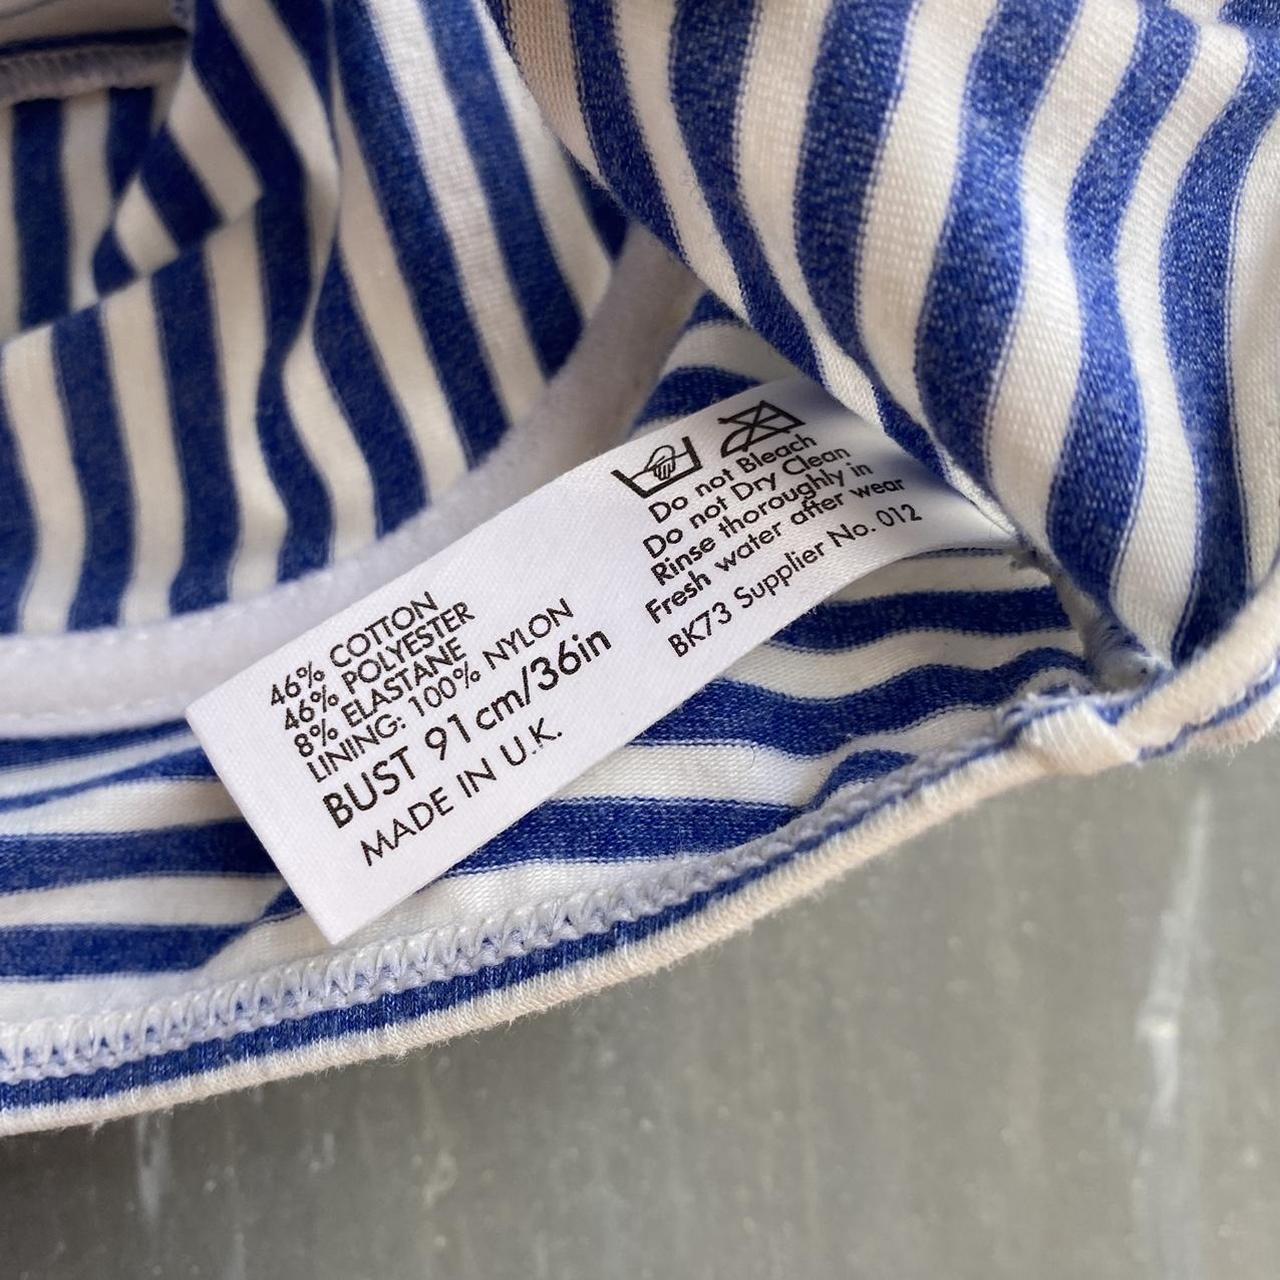 46% COTTON
46% POLYESTER
8% ELASTANE
LINING: 100% NYLON
BUST 91cm/36in
MADE IN U.K.
Do not Bleach
Do not Dry Clean
Rinse thoroughly in
Fresh water after wear
BK73 Supplier No. 012